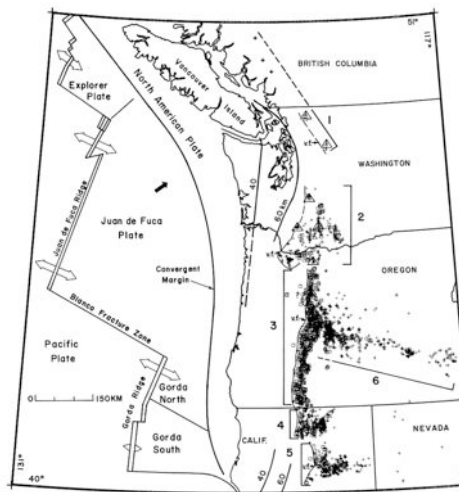 51°
117°
BRITISH COLUMBIA
Vancouver
Island
Explorer
Plate
North American Plate
1
v.f.
WASHINGTON
40
60 km
2
Juan de Fuca Ridge
Juan de Fuca
Plate
v.f.
OREGON
Convergent
Margin
Blanco Fracture Zone
v.f.
3
Pacific
Plate
6
0
150KM
Gorda Ridge
Gorda
North
4
NEVADA
Gorda
South
CALIF.
5
40
60
v.f.
131°
40°